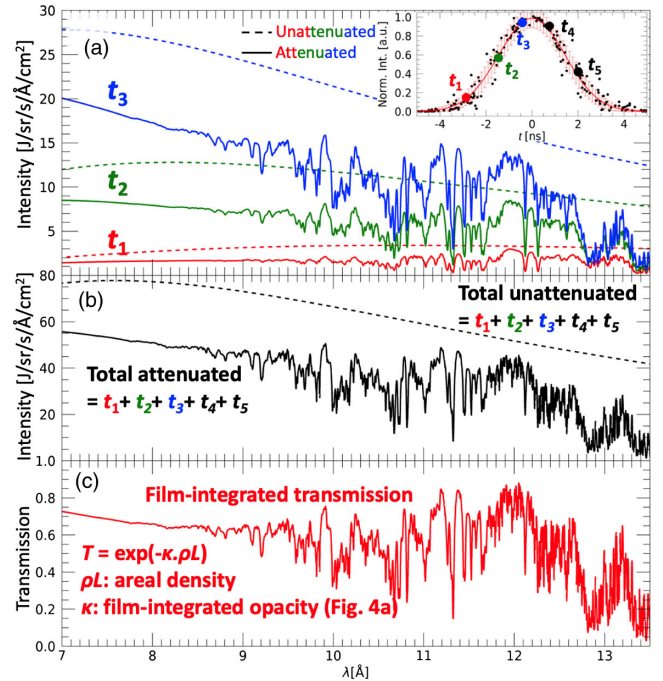 (a)
--- Unattenuated
— Attenuated
t3
t2
t1
Intensity [J/sr/s/Å/cm²]
30
25
20
15
10
5
Norm. Int. [a.u.]
1.0
0.8
0.6
0.4
0.2
0.0
t1
t2
t3
t4
t5
-4 -2 0 2 4
t [ns]
(b)
Intensity [J/sr/s/Å/cm²]
80
60
40
20
Total unattenuated
= t1+ t2+ t3+ t4+ t5
Total attenuated
= t1+ t2+ t3+ t4+ t5
(c)
Transmission
1.0
0.8
0.6
0.4
0.2
0.0
Film-integrated transmission
T = exp(-κ.ρL)
ρL: areal density
κ: film-integrated opacity (Fig. 4a)
7 8 9 10 11 12 13
λ[Å]